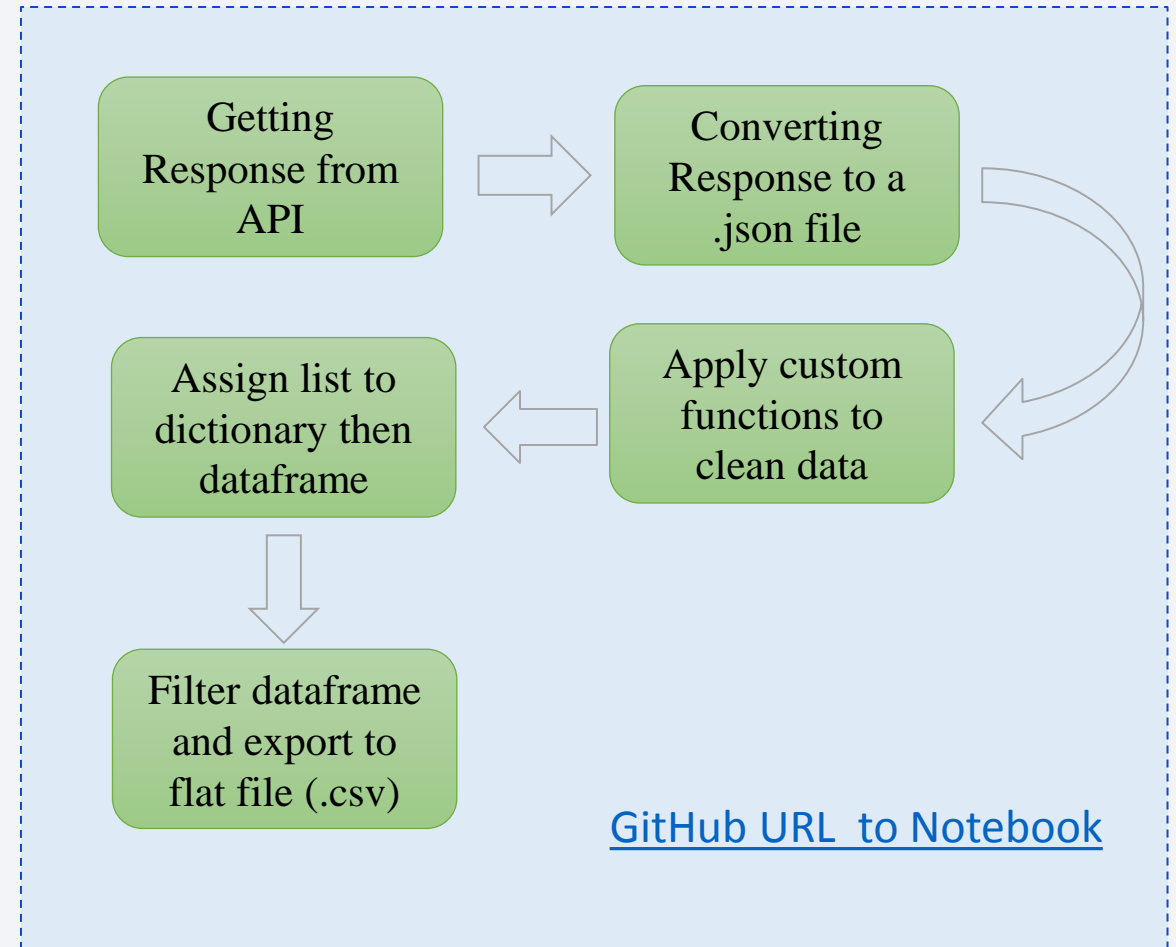 Getting
Response from
API
Converting
Response to a
.json file
Apply custom
functions to
clean data
Assign list to
dictionary then
dataframe
Filter dataframe
and export to
flat file (.csv)
GitHub URL  to Notebook